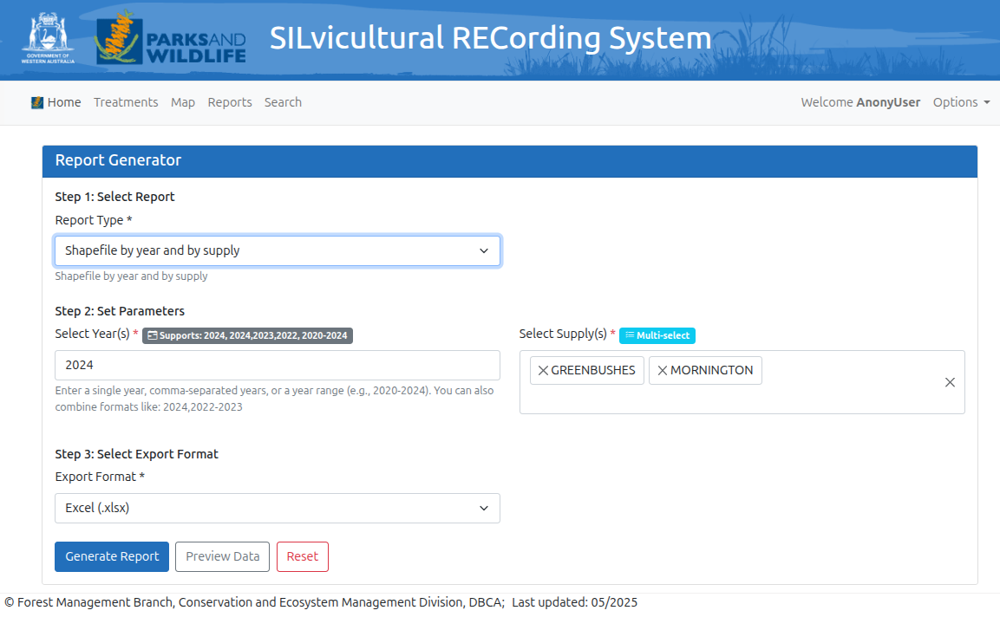 GOVERNMENT OF
WESTERN AUSTRALIA
PARKS AND
WILDLIFE
SILvicultural RECording System
Home Treatments Map Reports Search Welcome AnonyUser Options
Report Generator
Step 1: Select Report
Report Type *
Shapefile by year and by supply
Shapefile by year and by supply
Step 2: Set Parameters
Select Year(s) * Supports: 2024, 2024,2023,2022, 2020-2024
2024
Enter a single year, comma-separated years, or a year range (e.g., 2020-2024). You can also
combine formats like: 2024,2022-2023
Select Supply(s) * Multi-select
GREENBUSHES MORNINGTON
Step 3: Select Export Format
Export Format *
Excel (.xlsx)
Generate Report Preview Data Reset
© Forest Management Branch, Conservation and Ecosystem Management Division, DBCA; Last updated: 05/2025